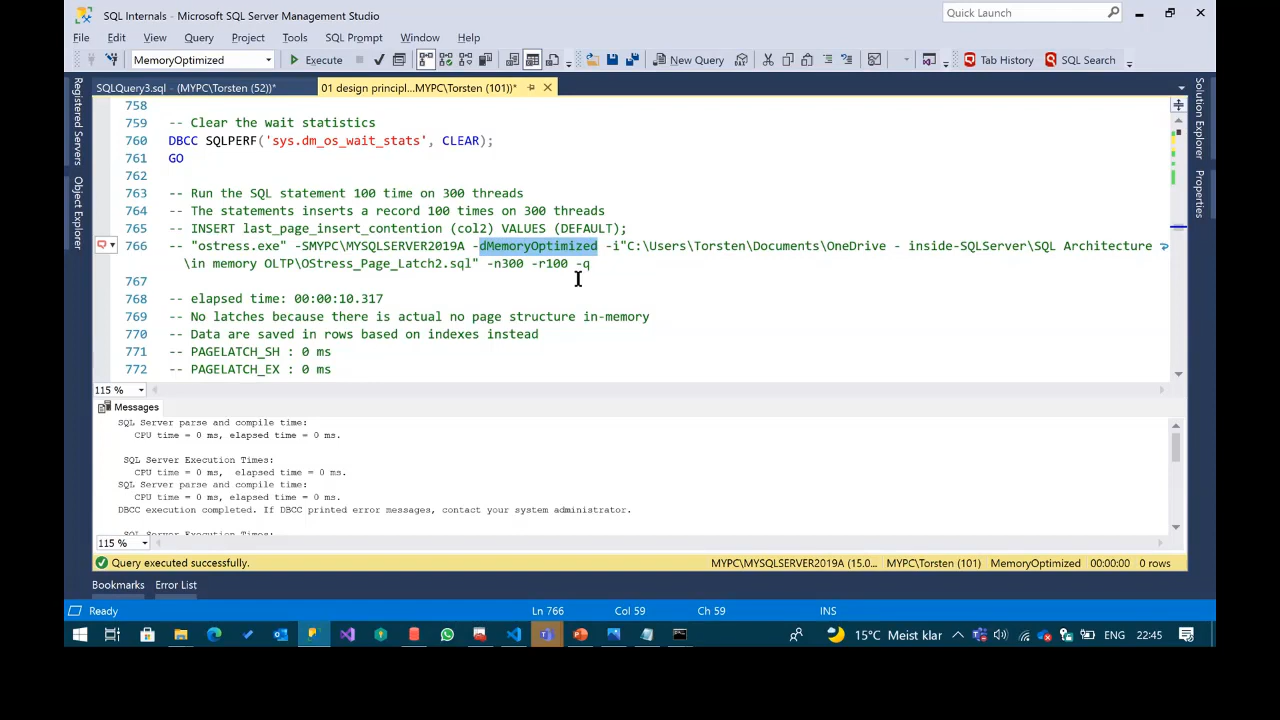 SQL Internals - Microsoft SQL Server Management Studio
Quick Launch
File Edit View Query Project Tools SQL Prompt Window Help
MemoryOptimized Execute New Query Tab History SQL Search
SQLQuery3.sql - (MYPC\Torsten (52))*
01 design principl...MYPC\Torsten (101))*
Registered Servers
Object Explorer
Solution Explorer
Properties
758
759 -- Clear the wait statistics
760 DBCC SQLPERF('sys.dm_os_wait_stats', CLEAR);
761 GO
762
763 -- Run the SQL statement 100 time on 300 threads
764 -- The statements inserts a record 100 times on 300 threads
765 -- INSERT last_page_insert_contention (col2) VALUES (DEFAULT);
766 -- "ostress.exe" -SMYPC\MYSQLSERVER2019A -dMemoryOptimized -i"C:\Users\Torsten\Documents\OneDrive - inside-SQLServer\SQL Architecture
\in memory OLTP\OStress_Page_Latch2.sql" -n300 -r100 -q
767
768 -- elapsed time: 00:00:10.317
769 -- No latches because there is actual no page structure in-memory
770 -- Data are saved in rows based on indexes instead
771 -- PAGELATCH_SH : 0 ms
772 -- PAGELATCH_EX : 0 ms
115 %
Messages
SQL Server parse and compile time:
CPU time = 0 ms, elapsed time = 0 ms.
SQL Server Execution Times:
CPU time = 0 ms,  elapsed time = 0 ms.
SQL Server parse and compile time:
CPU time = 0 ms, elapsed time = 0 ms.
DBCC execution completed. If DBCC printed error messages, contact your system administrator.
SQL Server Execution Times:
115 %
Query executed successfully. MYPC\MYSQLSERVER2019A (15.0... MYPC\Torsten (101) MemoryOptimized 00:00:00 0 rows
Bookmarks Error List
Ready Ln 766 Col 59 Ch 59 INS
15°C Meist klar ENG 22:45